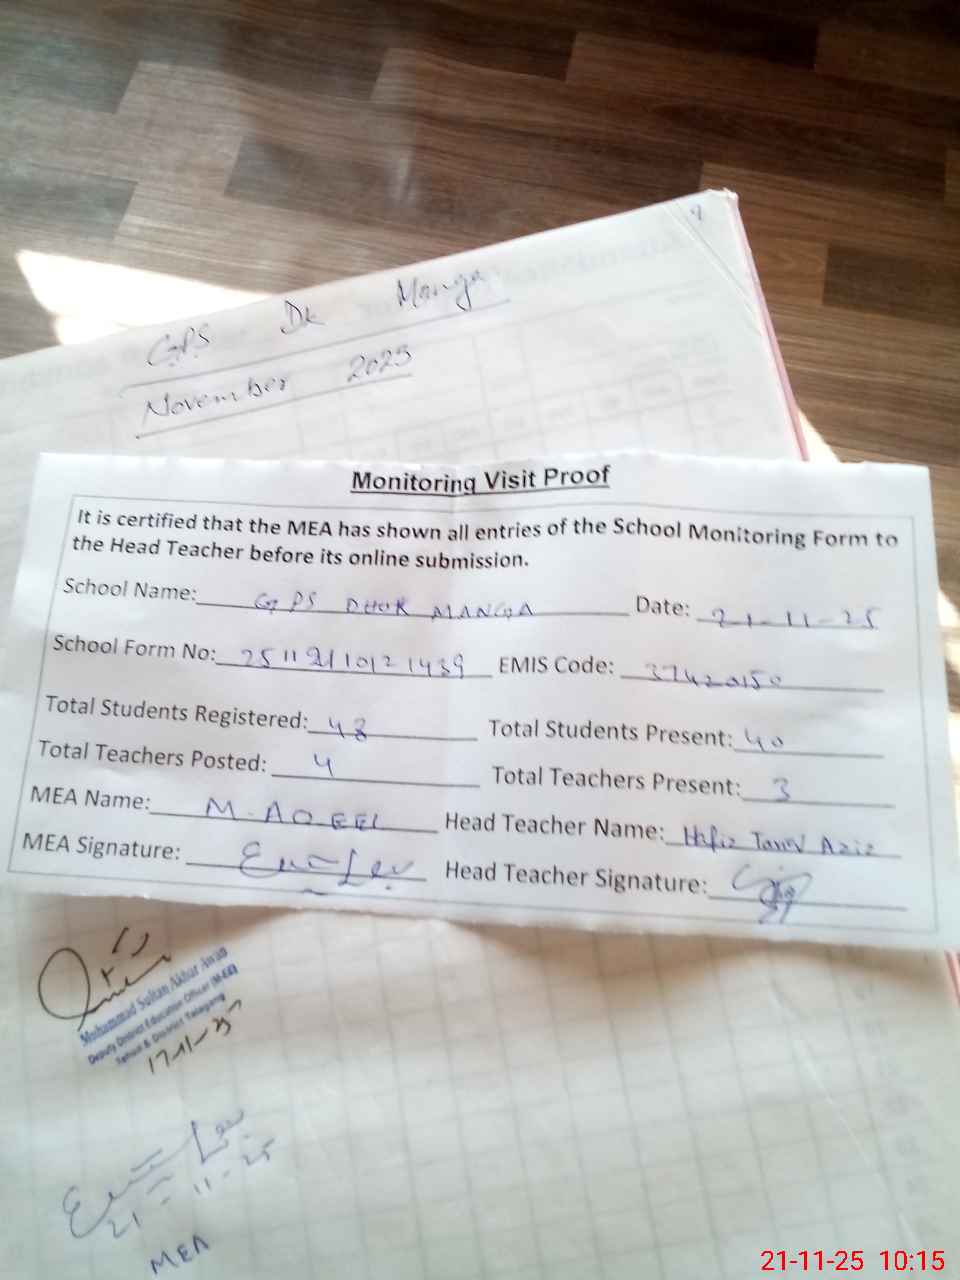 9
GPS Dk Manga
November 2025
Monitoring Visit Proof
It is certified that the MEA has shown all entries of the School Monitoring Form to
the Head Teacher before its online submission.
School Name: GPS DHOK MANGA Date: 21-11-25
School Form No: EMIS Code: 37420150
Total Students Registered: 48 Total Students Present: 40
Total Teachers Posted: 4 Total Teachers Present: 3
MEA Name: M. AQEEL Head Teacher Name: Hafiz Aziz
MEA Signature: Head Teacher Signature:
Muhammad Sultan Akbar Awan
Deputy District Education Officer (M-EE)
Tehsil & District Talagang
17-11-25
21-11-25
MEA
21-11-25 10:15